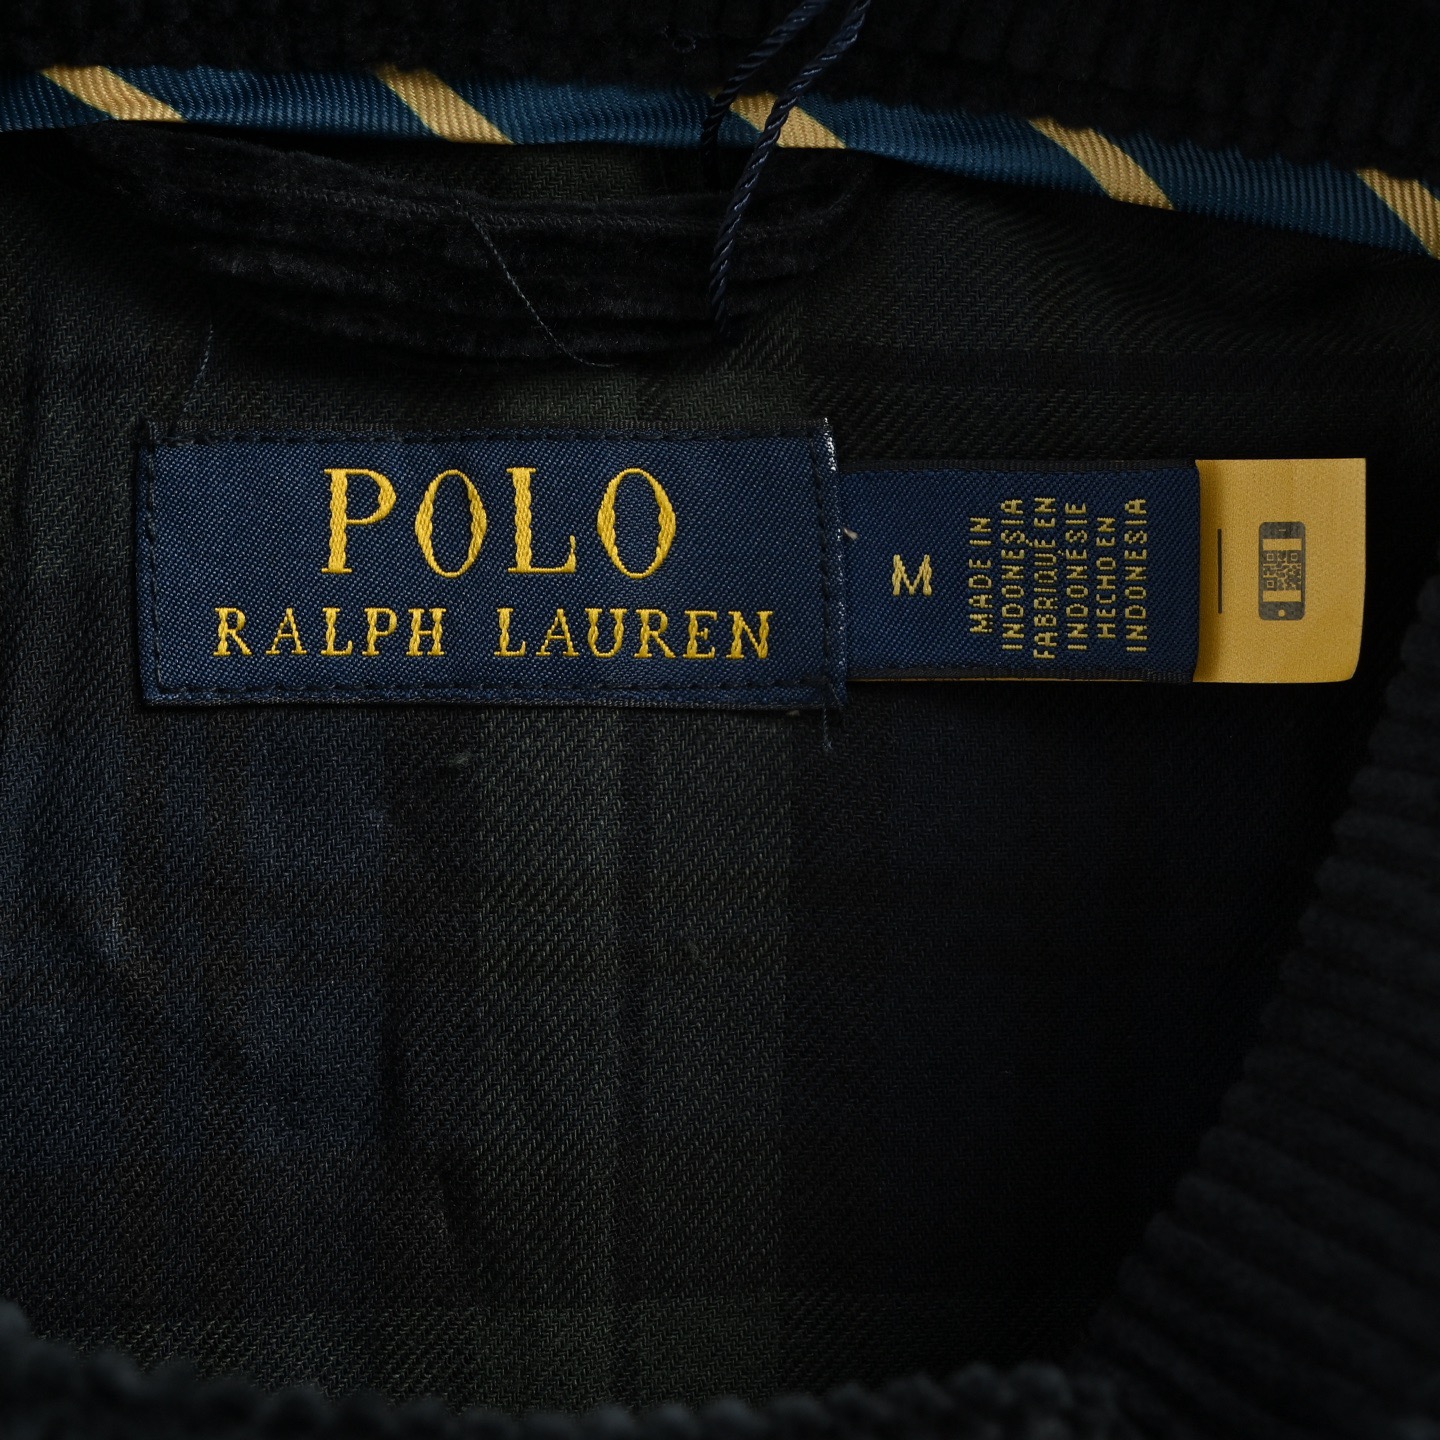 POLO
RALPH LAUREN
M
MADE IN
INDONESIA
FABRIQUÉ EN
INDONÉSIE
HECHO EN
INDONESIA